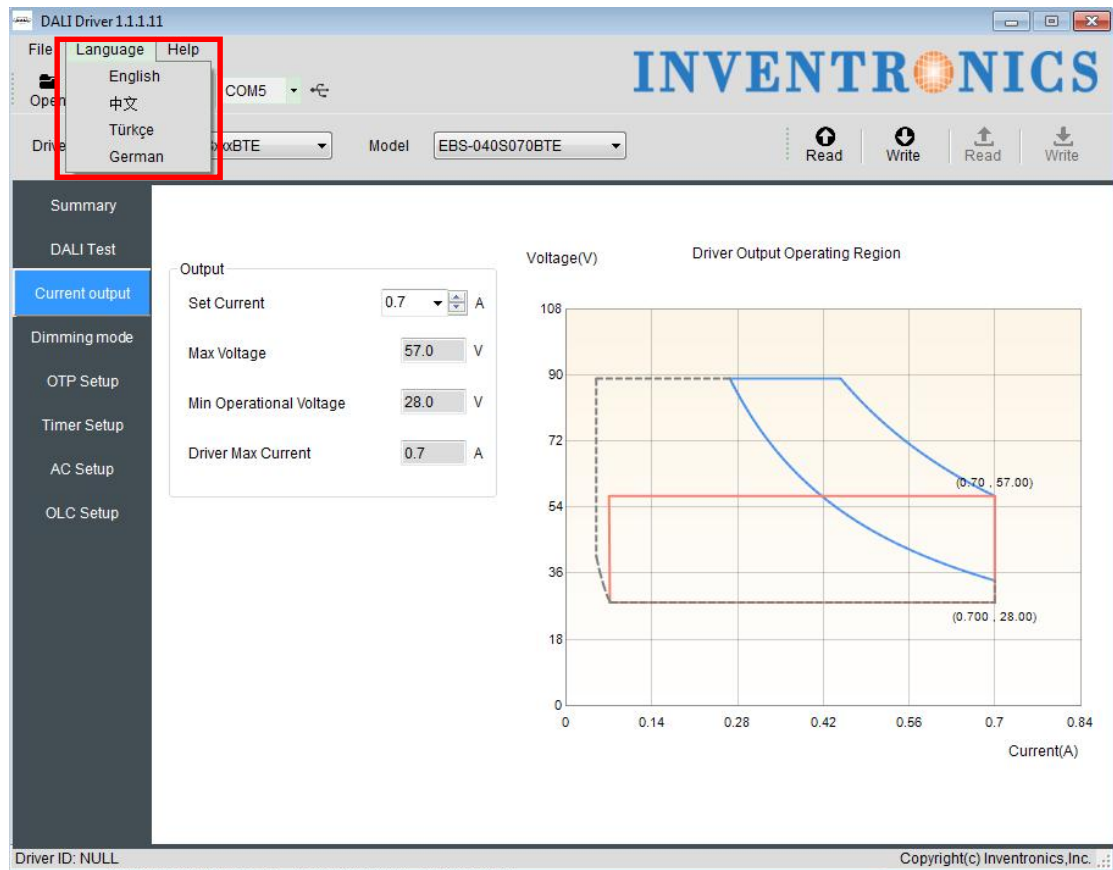 DALI Driver 1.1.1.11
File Language Help
English
中文
Türkçe
German
Open
COM5
INVENTRONICS
Model EBS-040S070BTE
Read Write Read Write
Summary
DALI Test
Current output
Dimming mode
OTP Setup
Timer Setup
AC Setup
OLC Setup
Output
Set Current 0.7 A
Max Voltage 57.0 V
Min Operational Voltage 28.0 V
Driver Max Current 0.7 A
Voltage(V) Driver Output Operating Region
108
90
72
54
36
18
0
(0.70 , 57.00)
(0.700 , 28.00)
0 0.14 0.28 0.42 0.56 0.7 0.84
Current(A)
Driver ID: NULL Copyright(c) Inventronics,Inc.